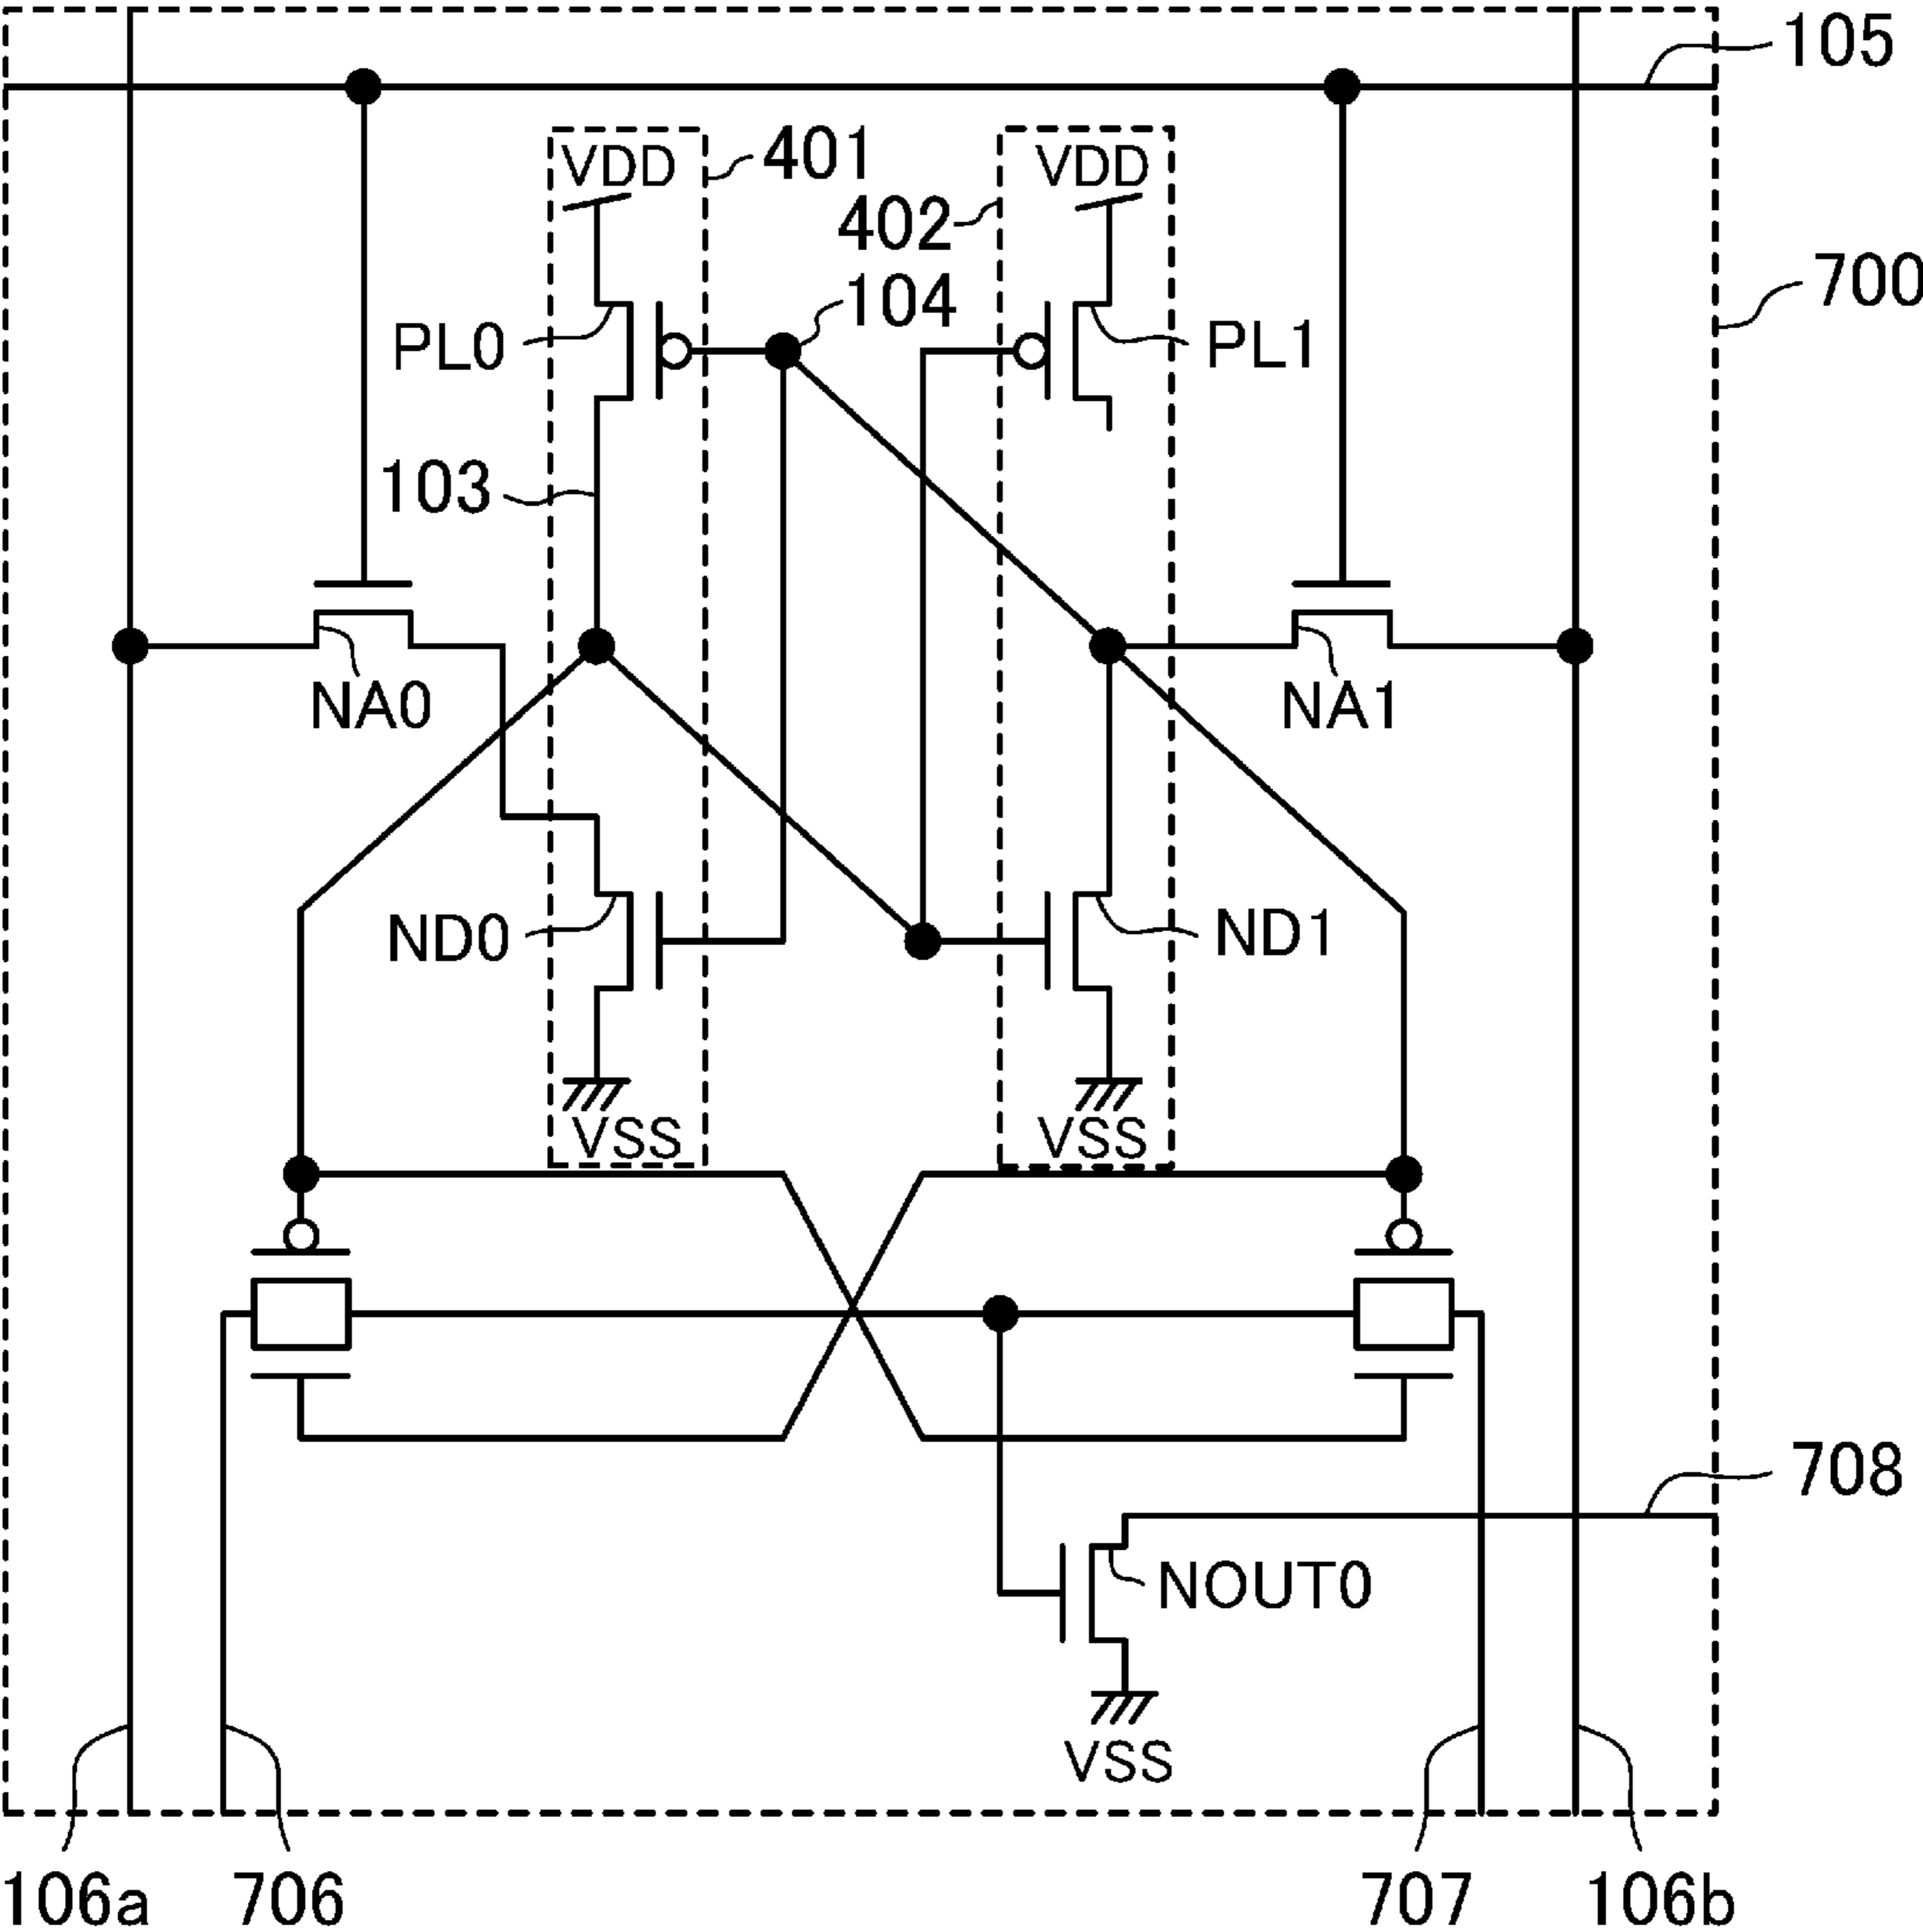 105
VDD
401
VDD
402
700
104
PL0
PL1
103
NA0
NA1
ND0
ND1
VSS
VSS
708
NOUT0
VSS
106a
706
707
106b